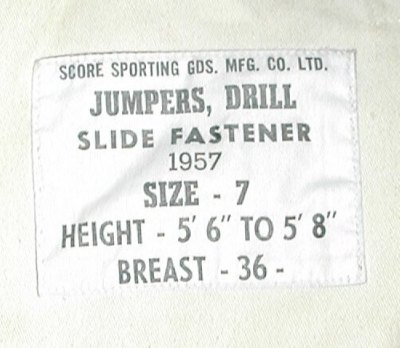 SCORE SPORTING GDS. MFG. CO. LTD.
JUMPERS, DRILL
SLIDE FASTENER
1957
SIZE - 7
HEIGHT - 5' 6" TO 5' 8"
BREAST - 36 -